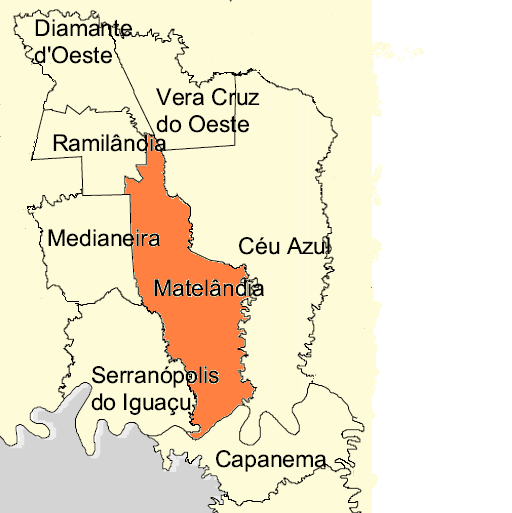 Diamante
d'Oeste
Vera Cruz
do Oeste
Ramilândia
Medianeira
Céu Azul
Matelândia
Serranópolis
do Iguaçu
Capanema